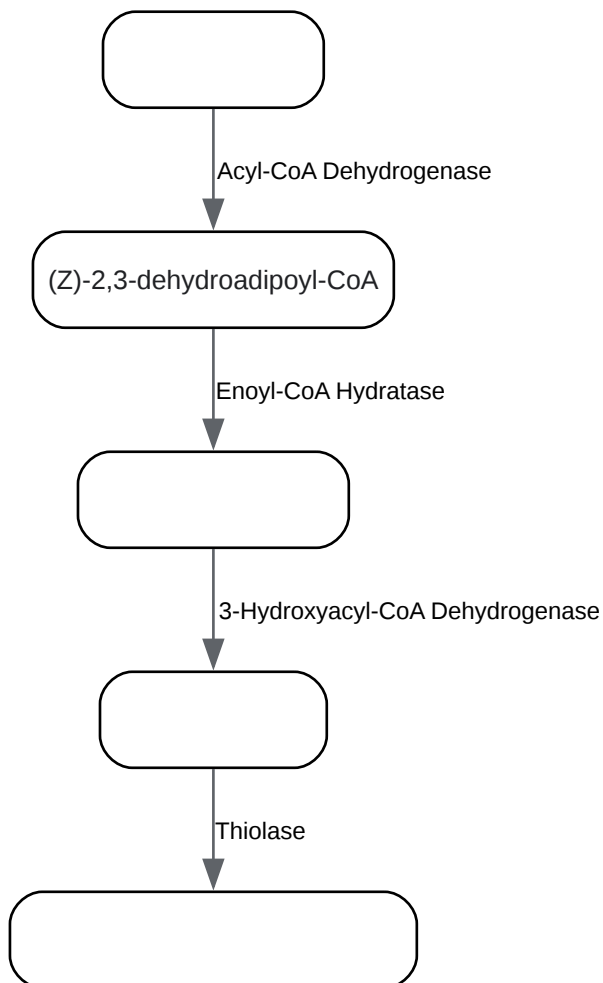 Acyl-CoA Dehydrogenase
(Z)-2,3-dehydroadipoyl-CoA
Enoyl-CoA Hydratase
3-Hydroxyacyl-CoA Dehydrogenase
Thiolase